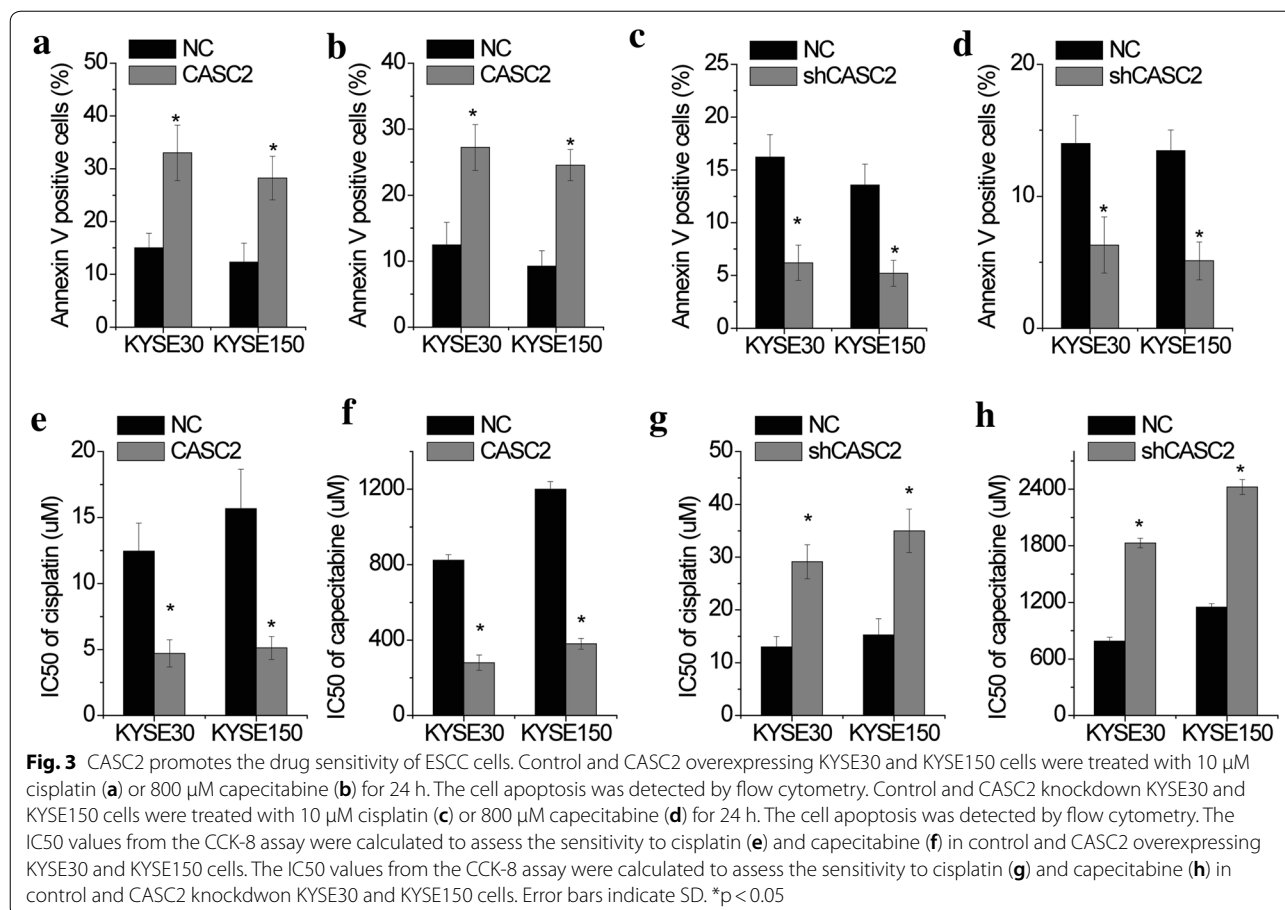 a
NC
CASC2
Annexin V positive cells (%)
50
40
30
20
10
0
* *
KYSE30 KYSE150
b
NC
CASC2
Annexin V positive cells (%)
40
30
20
10
0
* *
KYSE30 KYSE150
c
NC
shCASC2
Annexin V positive cells (%)
25
20
15
10
5
0
* *
KYSE30 KYSE150
d
NC
shCASC2
Annexin V positive cells (%)
20
10
0
* *
KYSE30 KYSE150
e
NC
CASC2
IC50 of cisplatin (uM)
20
15
10
5
0
* *
KYSE30 KYSE150
f
NC
CASC2
IC50 of capecitabine (uM)
1200
800
400
0
* *
KYSE30 KYSE150
g
NC
shCASC2
IC50 of cisplatin (uM)
50
40
30
20
10
0
* *
KYSE30 KYSE150
h
NC
shCASC2
IC50 of capecitabine (uM)
2400
1800
1200
600
0
* *
KYSE30 KYSE150
Fig. 3 CASC2 promotes the drug sensitivity of ESCC cells. Control and CASC2 overexpressing KYSE30 and KYSE150 cells were treated with 10 µM
cisplatin (a) or 800 µM capecitabine (b) for 24 h. The cell apoptosis was detected by flow cytometry. Control and CASC2 knockdown KYSE30 and
KYSE150 cells were treated with 10 µM cisplatin (c) or 800 µM capecitabine (d) for 24 h. The cell apoptosis was detected by flow cytometry. The
IC50 values from the CCK-8 assay were calculated to assess the sensitivity to cisplatin (e) and capecitabine (f) in control and CASC2 overexpressing
KYSE30 and KYSE150 cells. The IC50 values from the CCK-8 assay were calculated to assess the sensitivity to cisplatin (g) and capecitabine (h) in
control and CASC2 knockdwon KYSE30 and KYSE150 cells. Error bars indicate SD. *p < 0.05